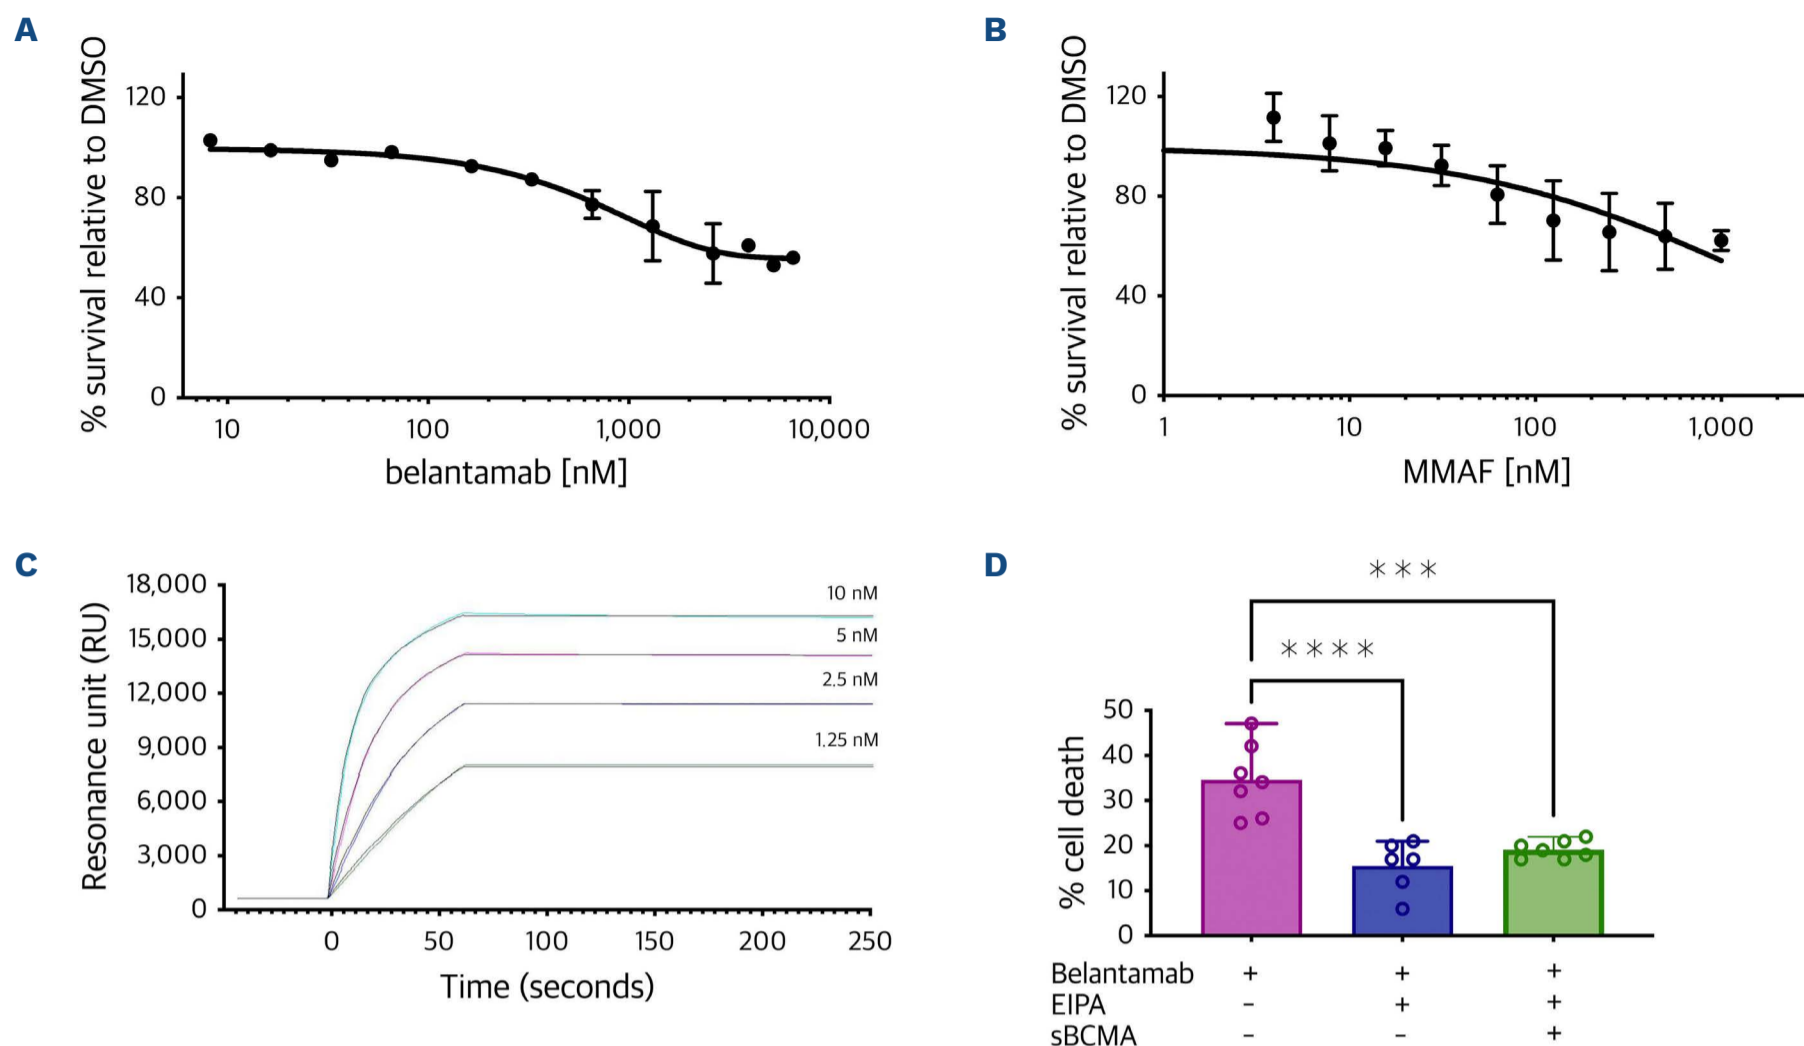 A
% survival relative to DMSO
120
80
40
0
10 100 1,000 10,000
belantamab [nM]
B
% survival relative to DMSO
120
80
40
0
1 10 100 1,000
MMAF [nM]
C
Resonance unit (RU)
18,000
15,000
12,000
9,000
6,000
3,000
0
10 nM
5 nM
2.5 nM
1.25 nM
0 50 100 150 200 250
Time (seconds)
D
% cell death
***
****
50
40
30
20
10
0
Belantamab + + +
EIPA - + +
sBCMA - - +